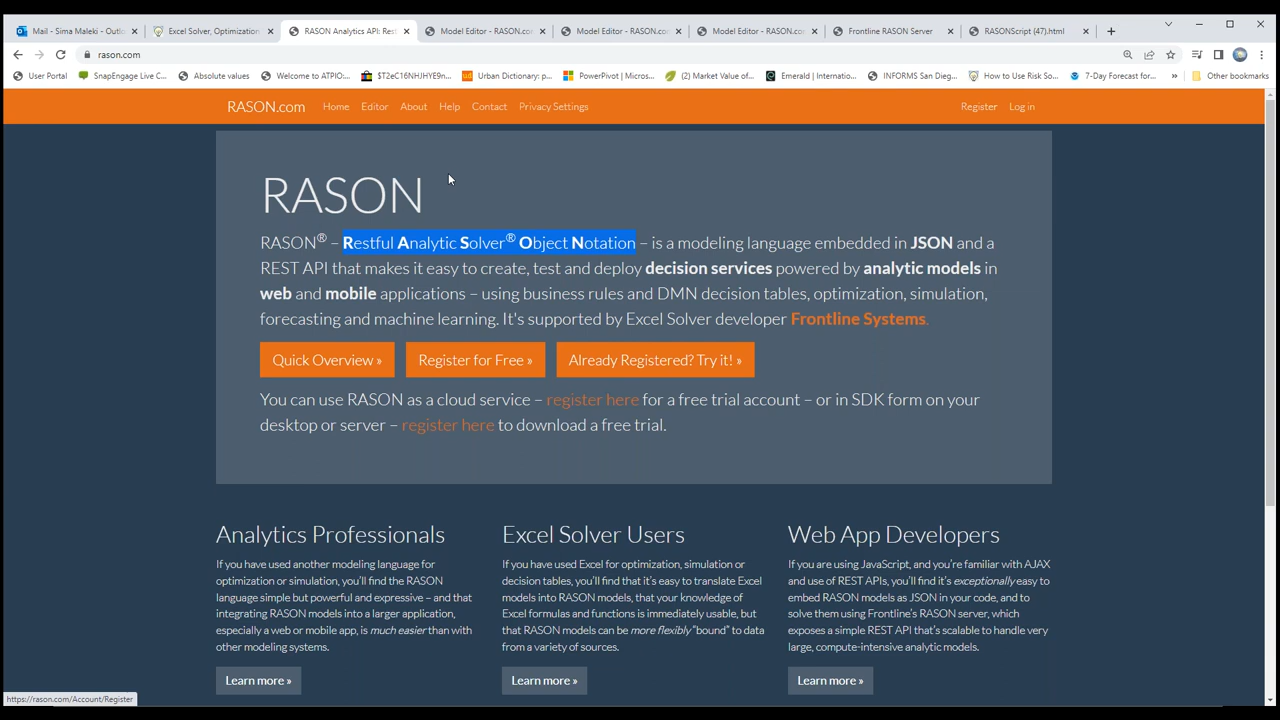 Mail - Sima Maleki - Outlo
Excel Solver, Optimization
RASON Analytics API: Rest
Model Editor - RASON.co
Model Editor - RASON.co
Model Editor - RASON.co
Frontline RASON Server
RASONScript (47).html
rason.com
User Portal
SnapEngage Live C...
Absolute values
Welcome to ATPIO:...
$T2eC16NHJHYE9n...
Urban Dictionary: p...
PowerPivot | Micros...
(2) Market Value of...
Emerald | Internatio...
INFORMS San Dieg...
How to Use Risk So...
7-Day Forecast for...
»
Other bookmarks
RASON.com
Home
Editor
About
Help
Contact
Privacy Settings
Register
Log in
RASON
RASON® – Restful Analytic Solver® Object Notation – is a modeling language embedded in JSON and a
REST API that makes it easy to create, test and deploy decision services powered by analytic models in
web and mobile applications – using business rules and DMN decision tables, optimization, simulation,
forecasting and machine learning. It's supported by Excel Solver developer Frontline Systems.
Quick Overview »
Register for Free »
Already Registered? Try it! »
You can use RASON as a cloud service – register here for a free trial account – or in SDK form on your
desktop or server – register here to download a free trial.
Analytics Professionals
If you have used another modeling language for
optimization or simulation, you'll find the RASON
language simple but powerful and expressive – and that
integrating RASON models into a larger application,
especially a web or mobile app, is much easier than with
other modeling systems.
Learn more »
Excel Solver Users
If you have used Excel for optimization, simulation or
decision tables, you'll find that it's easy to translate Excel
models into RASON models, that your knowledge of
Excel formulas and functions is immediately usable, but
that RASON models can be more flexibly "bound" to data
from a variety of sources.
Learn more »
Web App Developers
If you are using JavaScript, and you're familiar with AJAX
and use of REST APIs, you'll find it's exceptionally easy to
embed RASON models as JSON in your code, and to
solve them using Frontline's RASON server, which
exposes a simple REST API that's scalable to handle very
large, compute-intensive analytic models.
Learn more »
https://rason.com/Account/Register